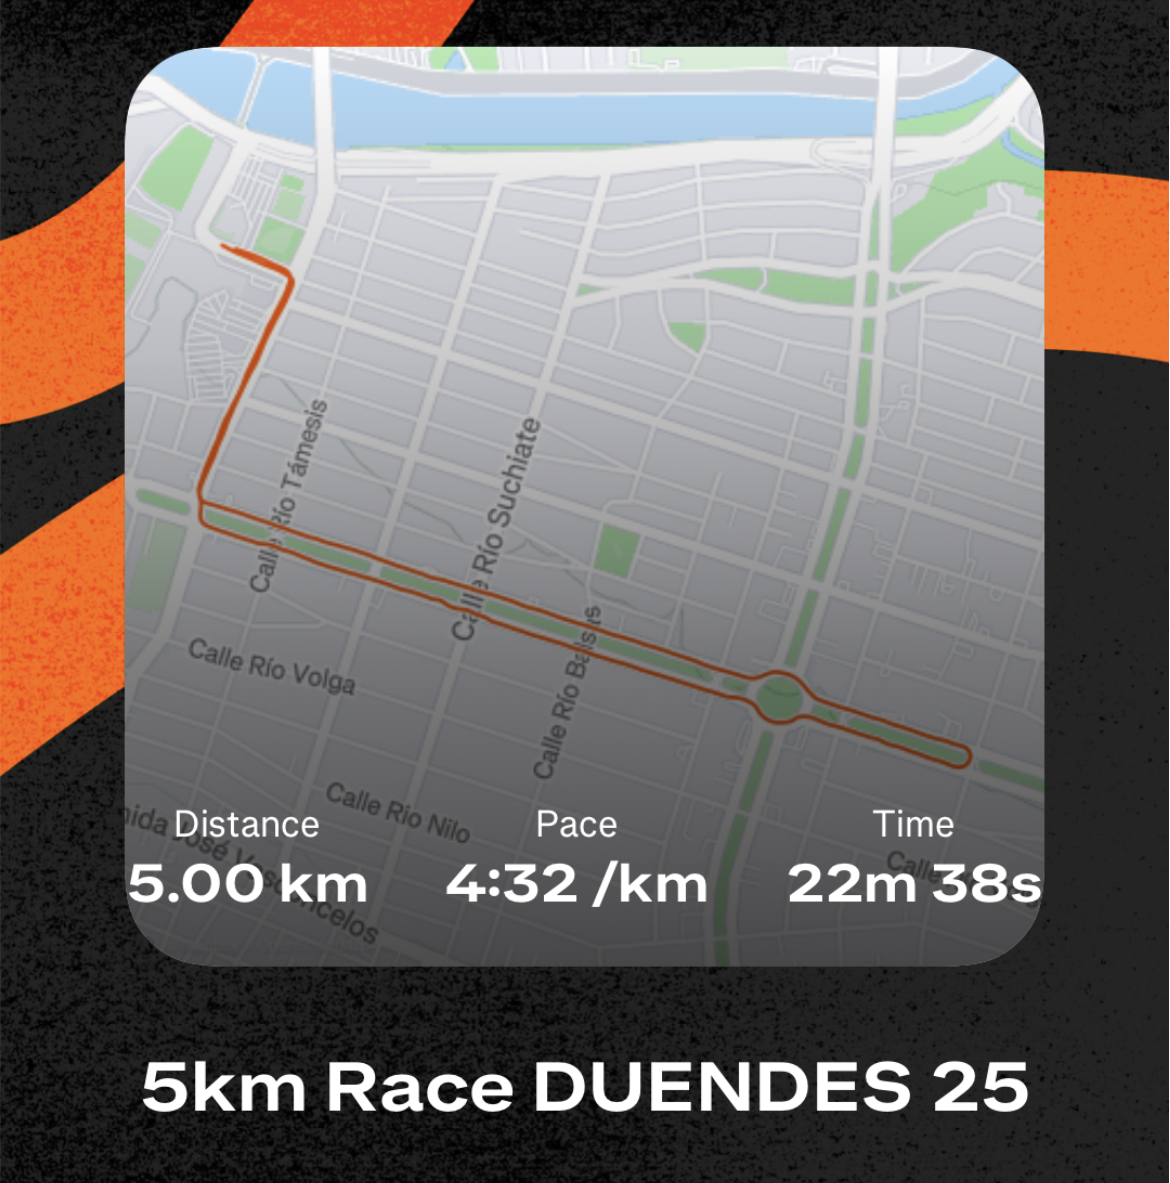 Calle Río Támesis
Calle Río Suchiate
Calle Río Balsas
Calle Río Volga
Calle Río Nilo
nida José Vasconcelos
Calle
Distance
Pace
Time
5.00 km
4:32 /km
22m 38s
5km Race DUENDES 25